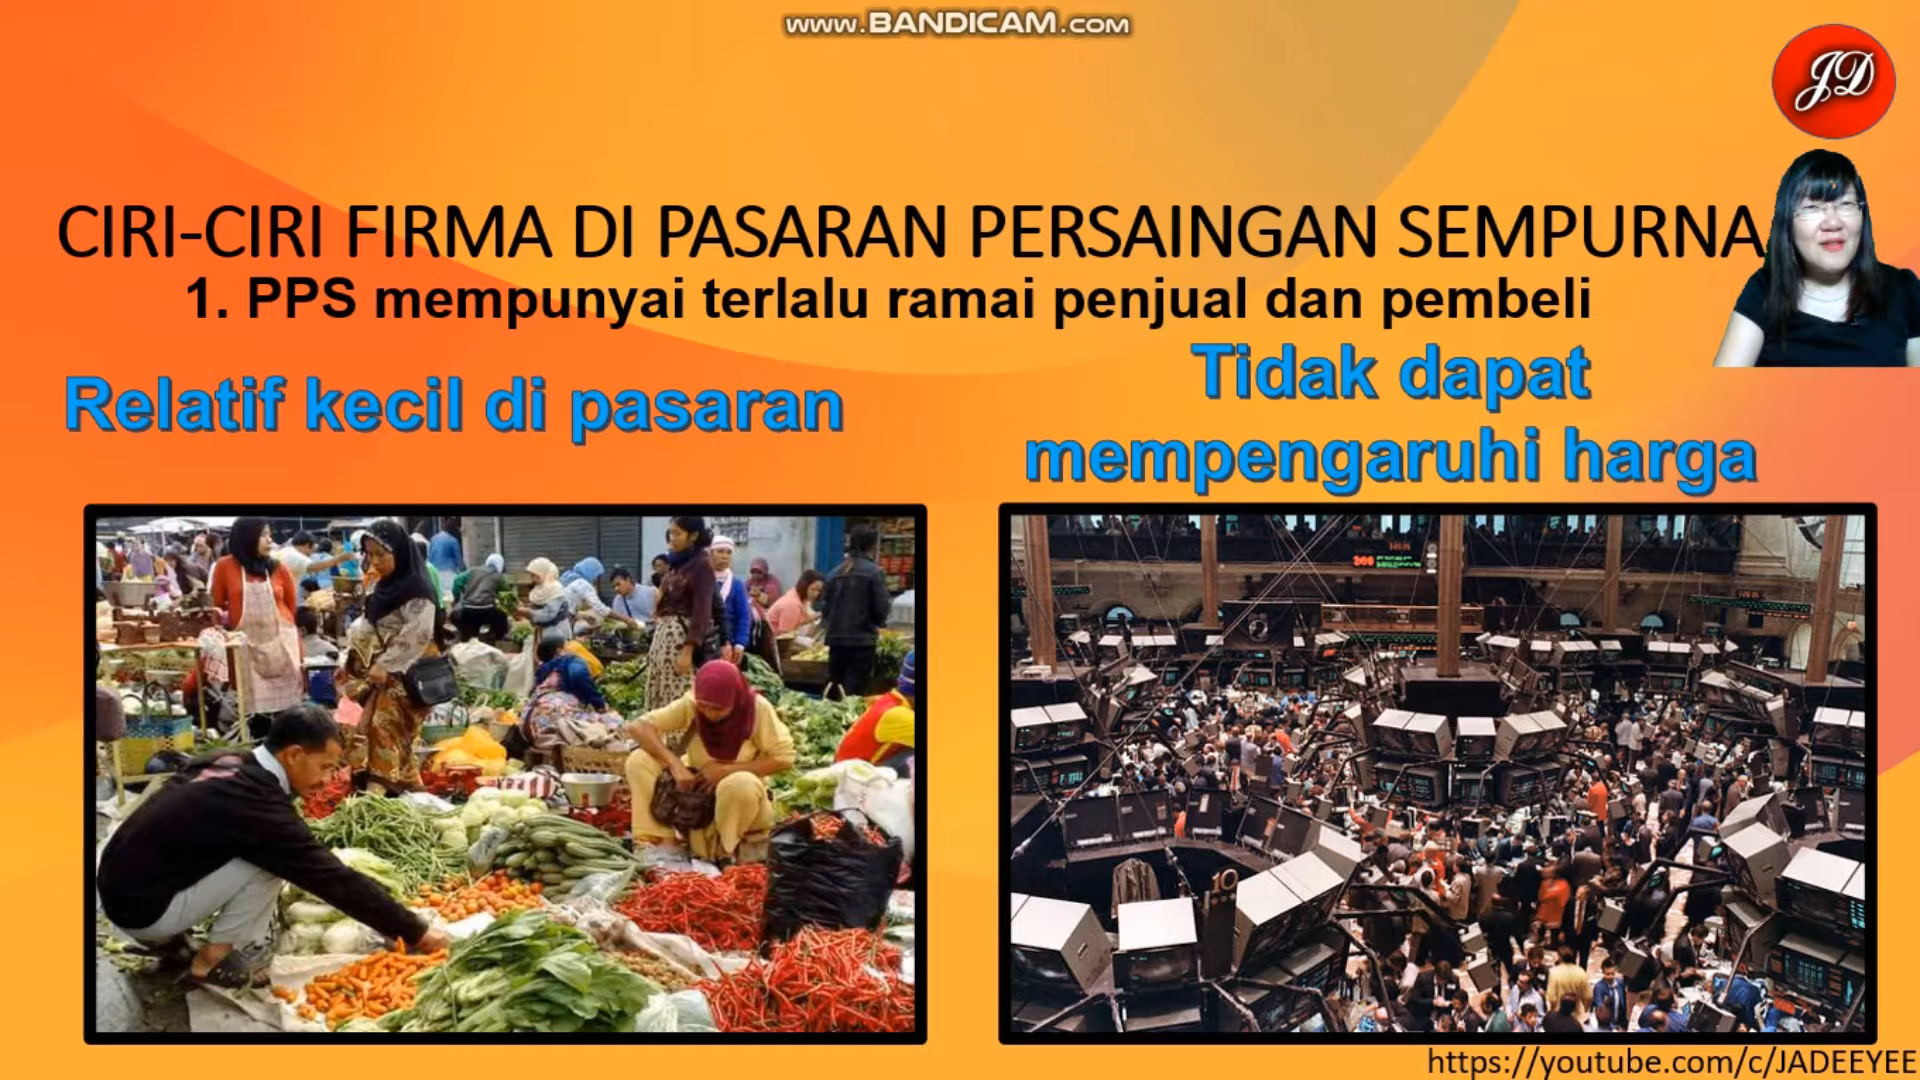 www.BANDICAM.com
JD
CIRI-CIRI FIRMA DI PASARAN PERSAINGAN SEMPURNA
1. PPS mempunyai terlalu ramai penjual dan pembeli
Relatif kecil di pasaran
Tidak dapat
mempengaruhi harga
10
https://youtube.com/c/JADEEYEE